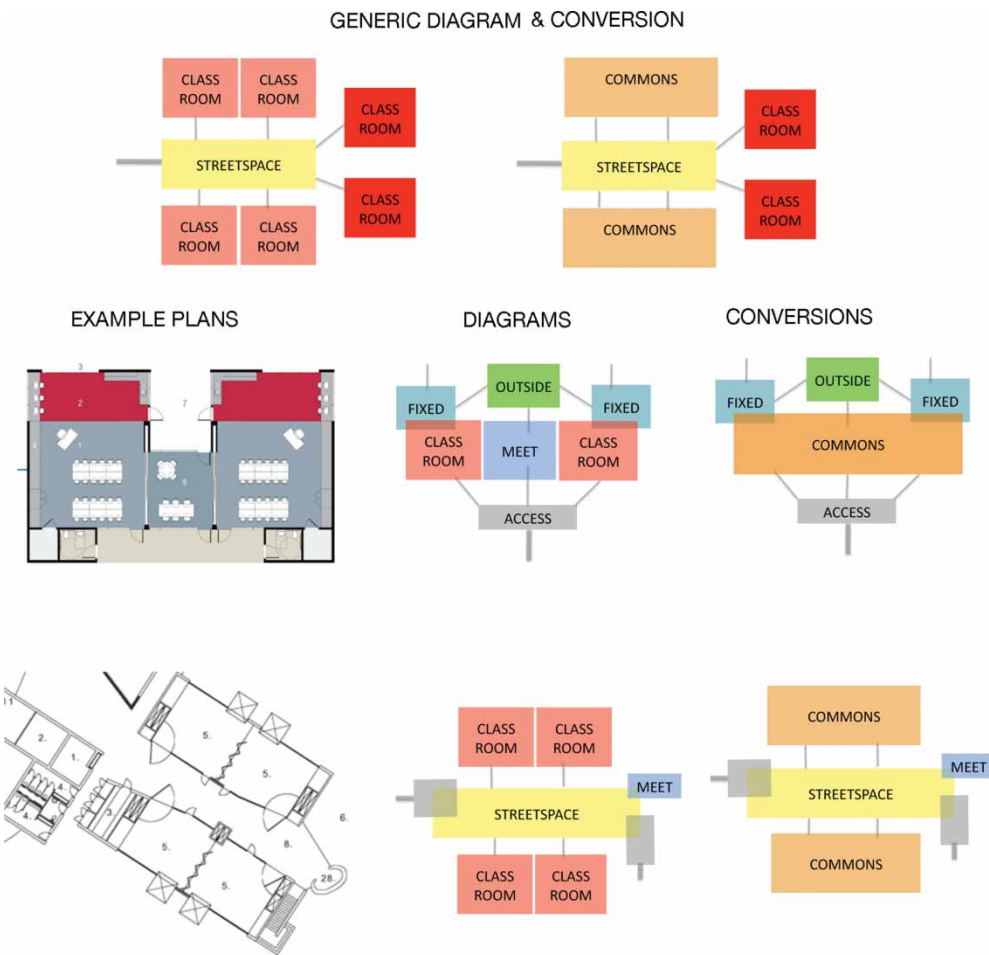 GENERIC DIAGRAM & CONVERSION
CLASS
ROOM
CLASS
ROOM
CLASS
ROOM
STREETSPACE
CLASS
ROOM
CLASS
ROOM
CLASS
ROOM
COMMONS
CLASS
ROOM
STREETSPACE
CLASS
ROOM
COMMONS
EXAMPLE PLANS
DIAGRAMS
CONVERSIONS
3
2
7
4
1
6
OUTSIDE
FIXED
FIXED
CLASS
ROOM
MEET
CLASS
ROOM
ACCESS
OUTSIDE
FIXED
FIXED
COMMONS
ACCESS
11
2.
1.
5.
5.
4.
4.
3.
5.
5.
6.
8.
28.
CLASS
ROOM
CLASS
ROOM
MEET
STREETSPACE
CLASS
ROOM
CLASS
ROOM
COMMONS
MEET
STREETSPACE
COMMONS